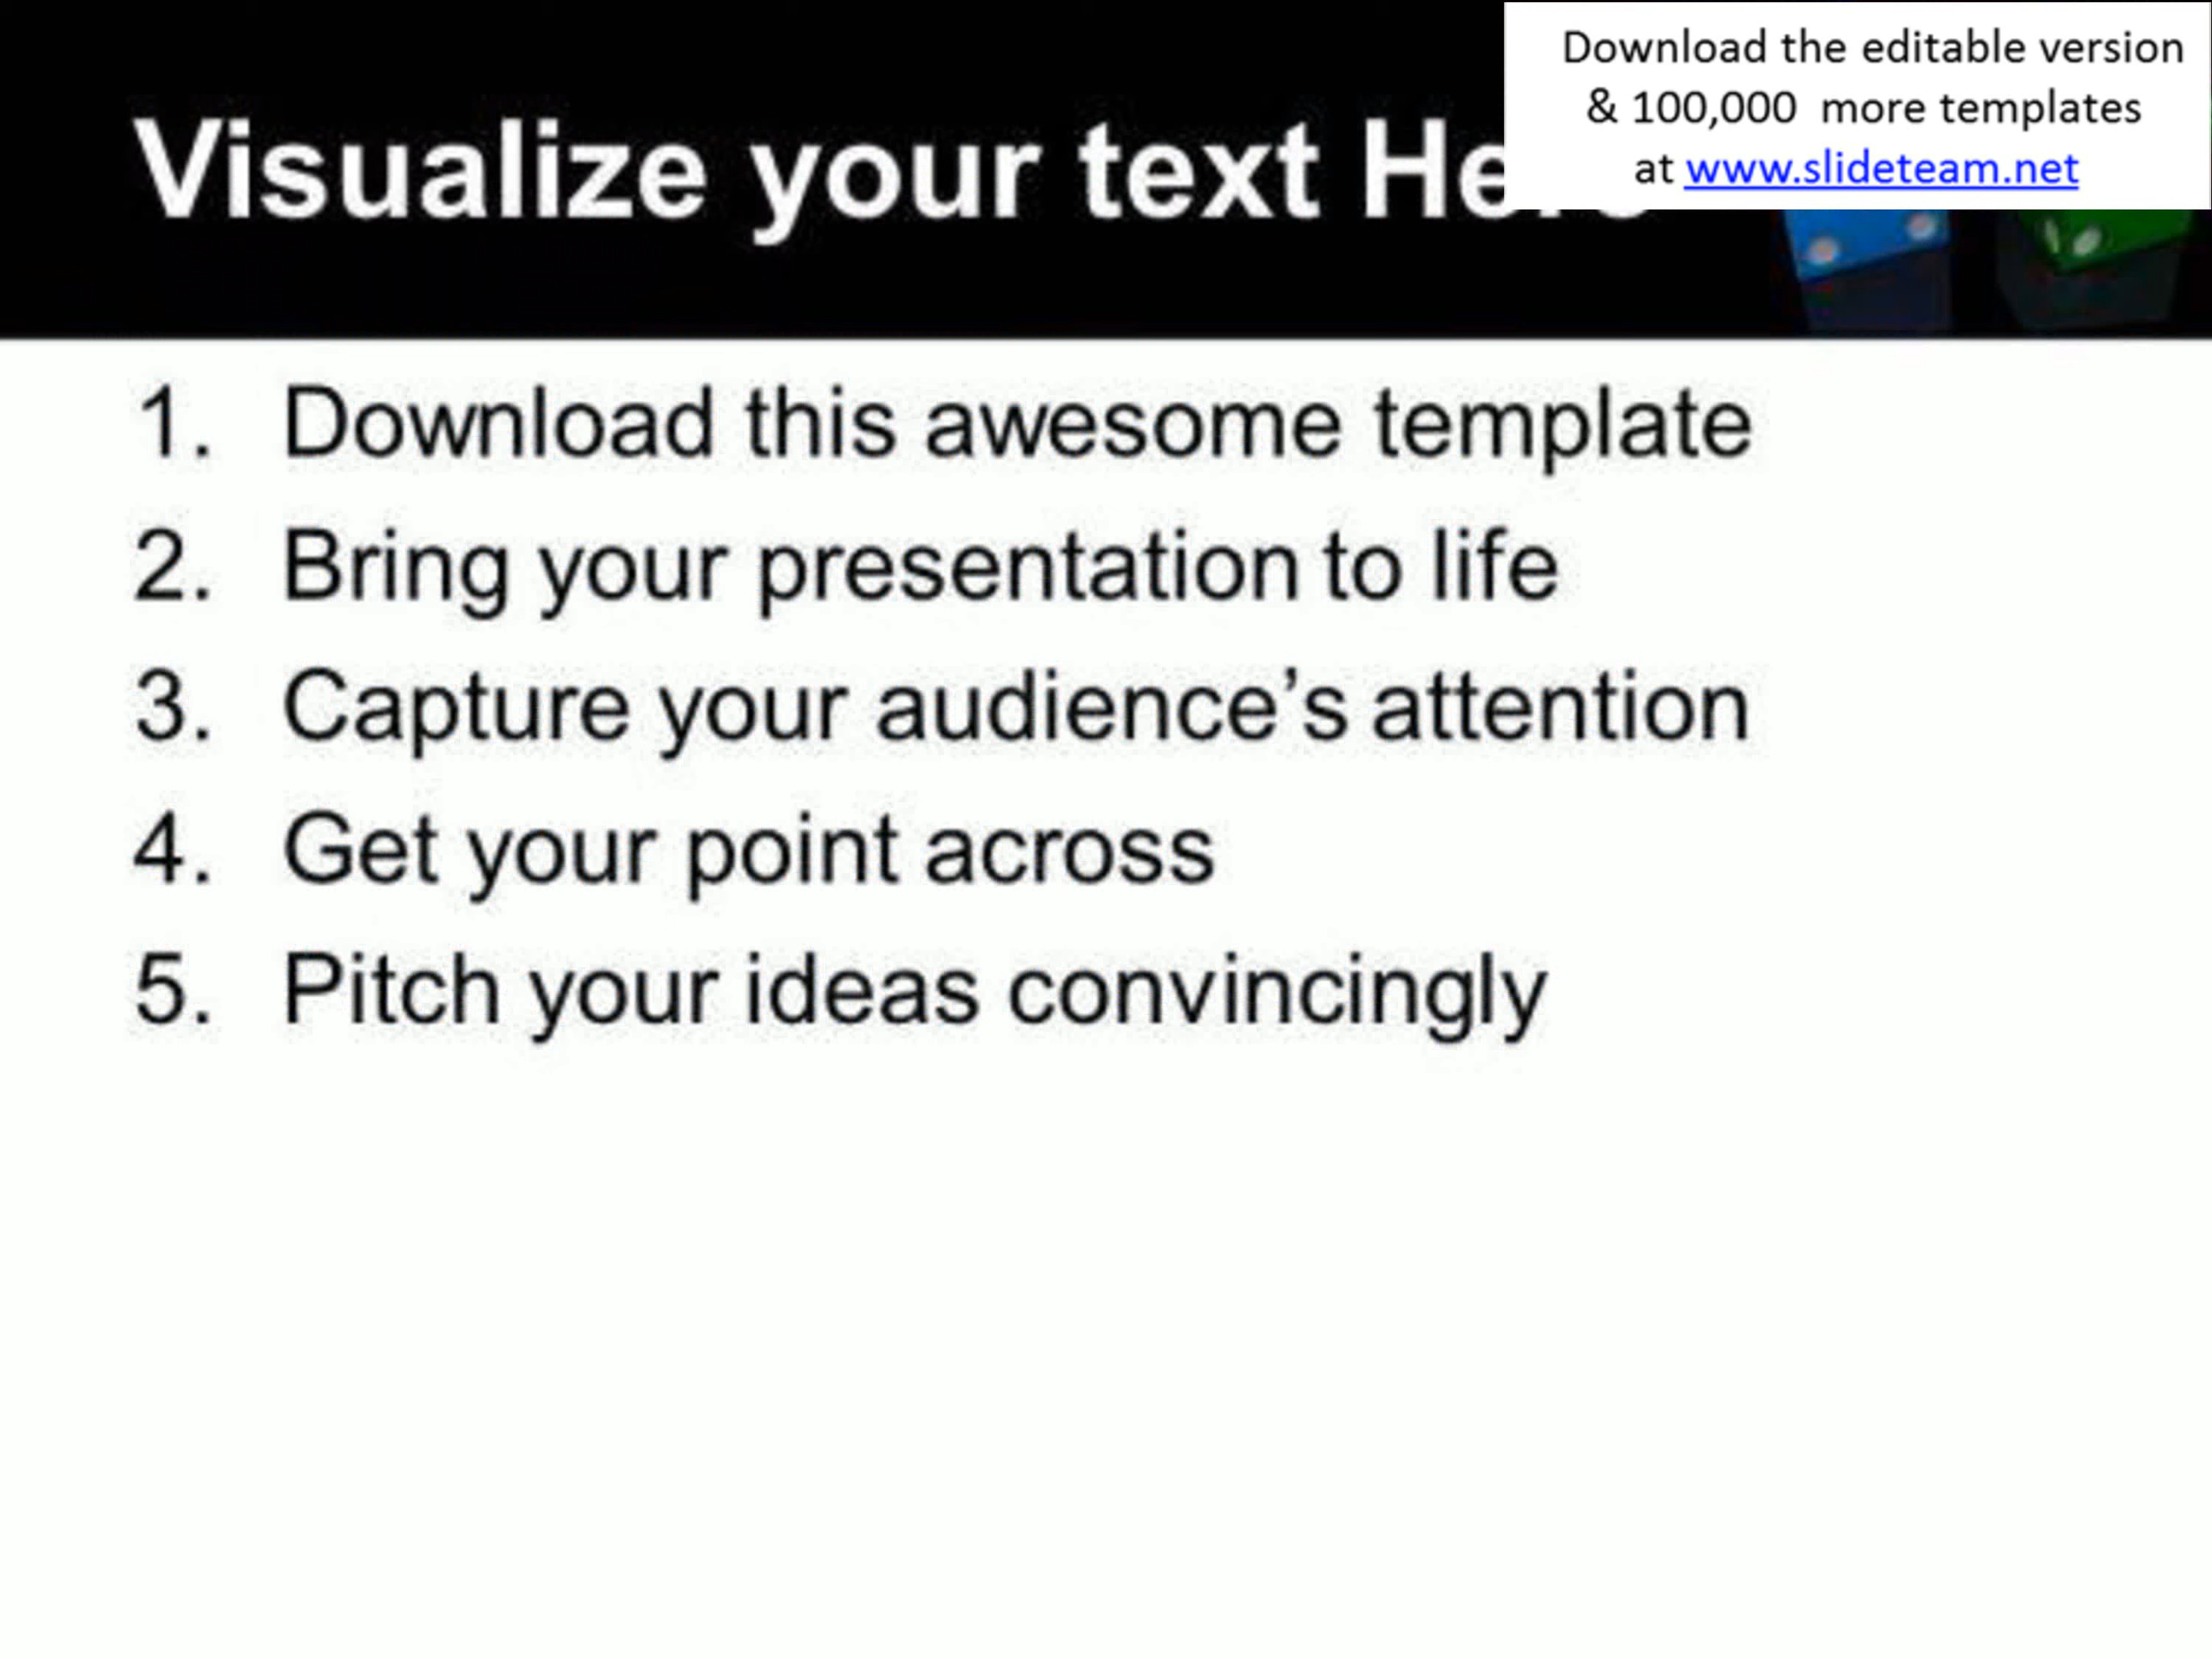 Download the editable version
& 100,000 more templates
at www.slideteam.net
Visualize your text Here
1. Download this awesome template
2. Bring your presentation to life
3. Capture your audience’s attention
4. Get your point across
5. Pitch your ideas convincingly